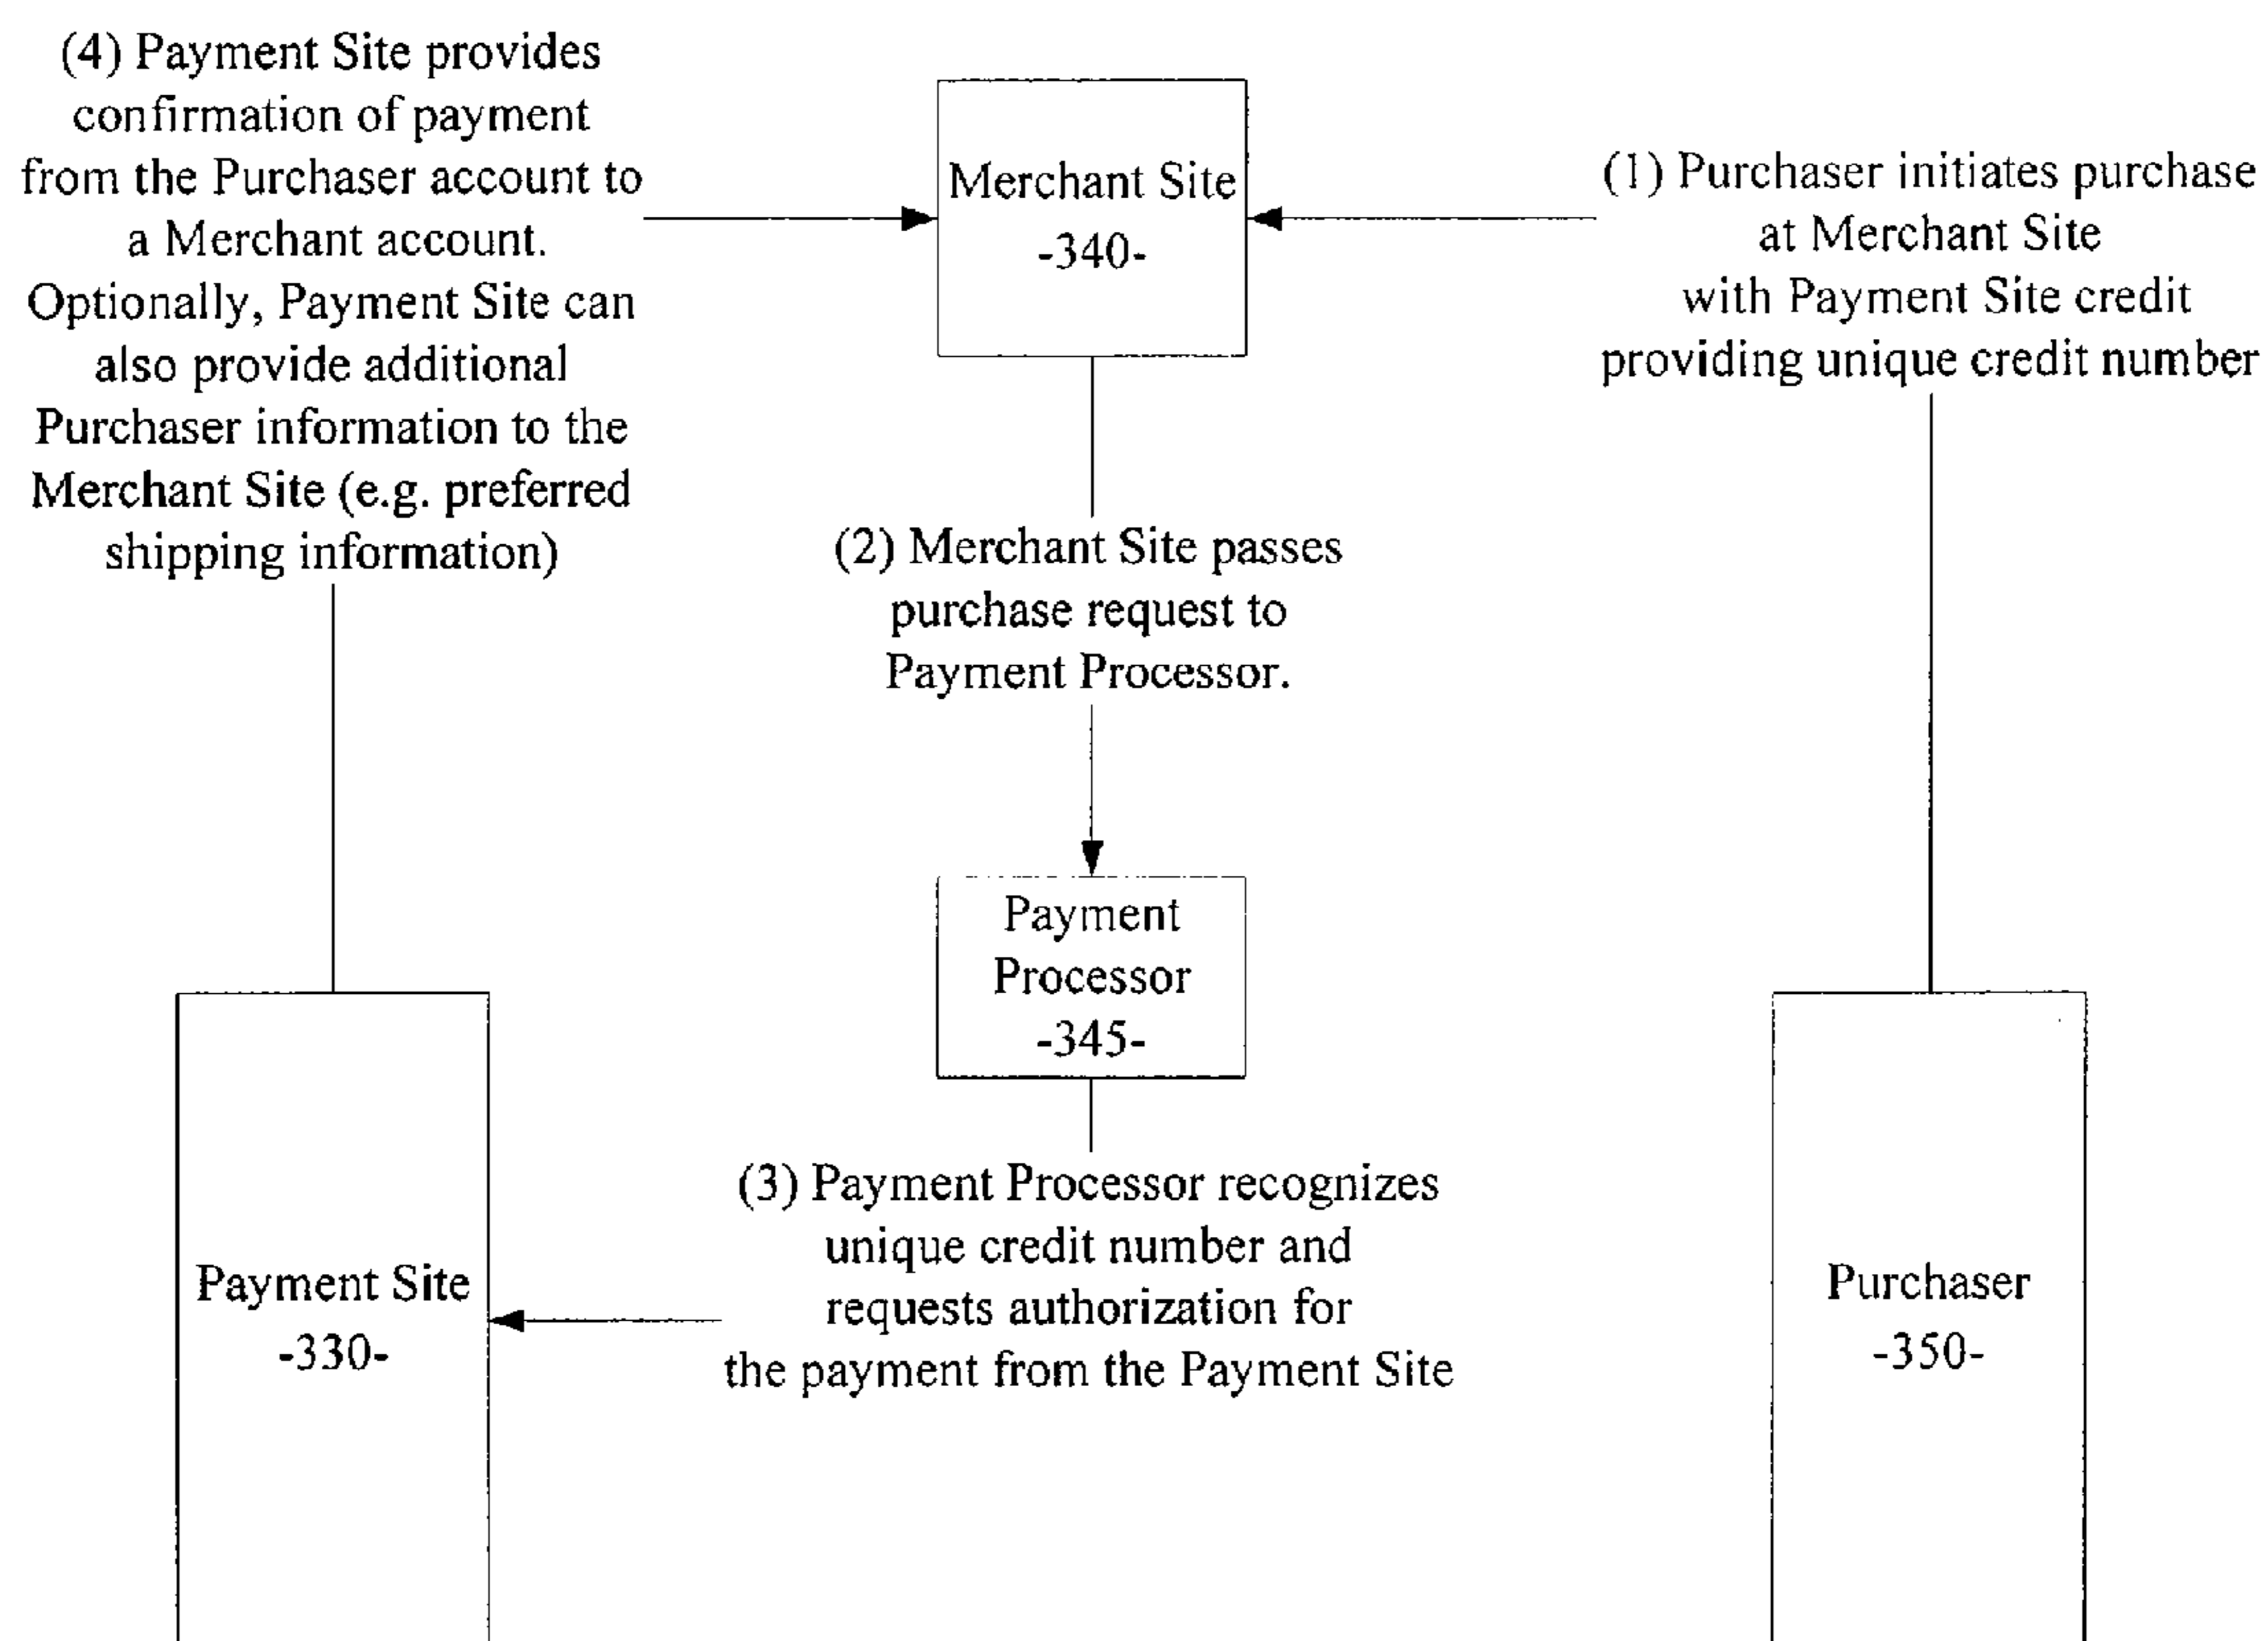 (4) Payment Site provides
confirmation of payment
from the Purchaser account to
a Merchant account.
Optionally, Payment Site can
also provide additional
Purchaser information to the
Merchant Site (e.g. preferred
shipping information)
Merchant Site
-340-
(1) Purchaser initiates purchase
at Merchant Site
with Payment Site credit
providing unique credit number
(2) Merchant Site passes
purchase request to
Payment Processor.
Payment
Processor
-345-
(3) Payment Processor recognizes
unique credit number and
requests authorization for
the payment from the Payment Site
Payment Site
-330-
Purchaser
-350-